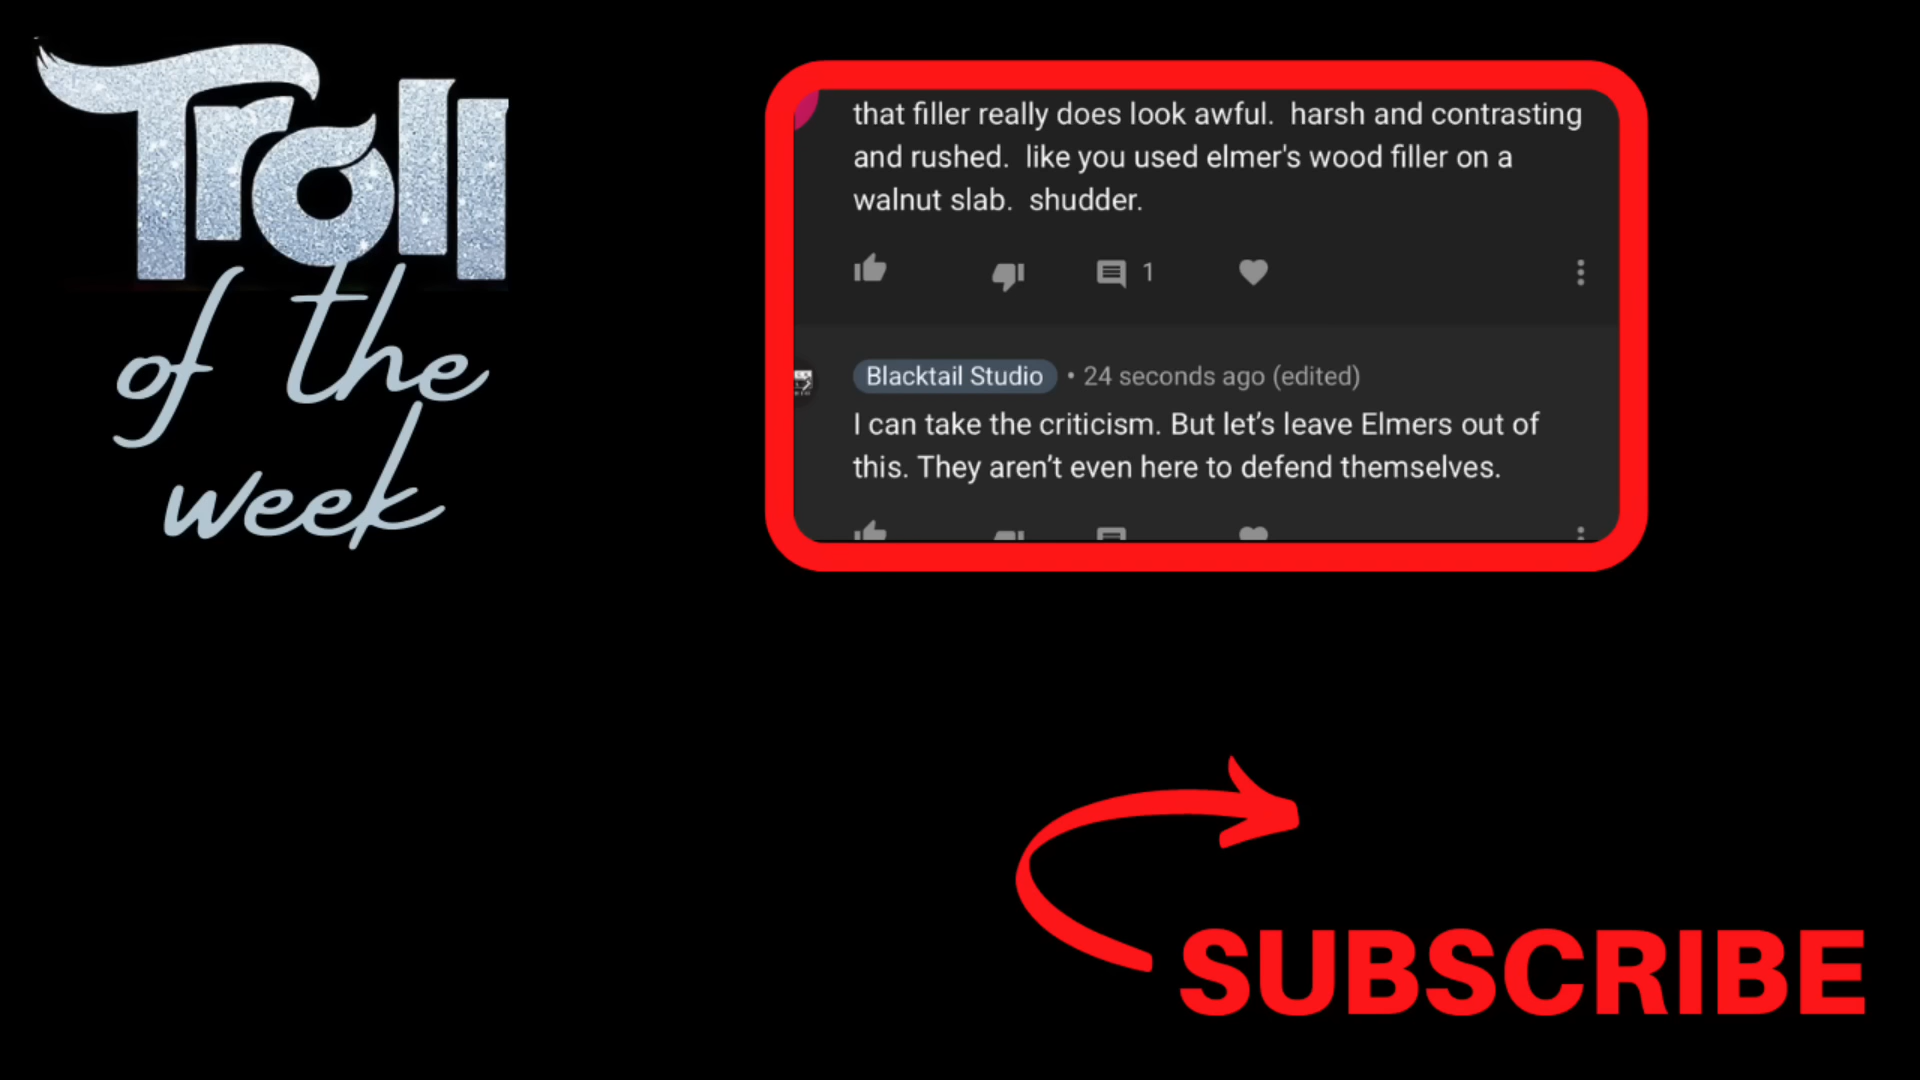 Troll
of the
week
that filler really does look awful.  harsh and contrasting
and rushed.  like you used elmer's wood filler on a
walnut slab.  shudder.
1
Blacktail Studio • 24 seconds ago (edited)
I can take the criticism. But let’s leave Elmers out of
this. They aren’t even here to defend themselves.
SUBSCRIBE